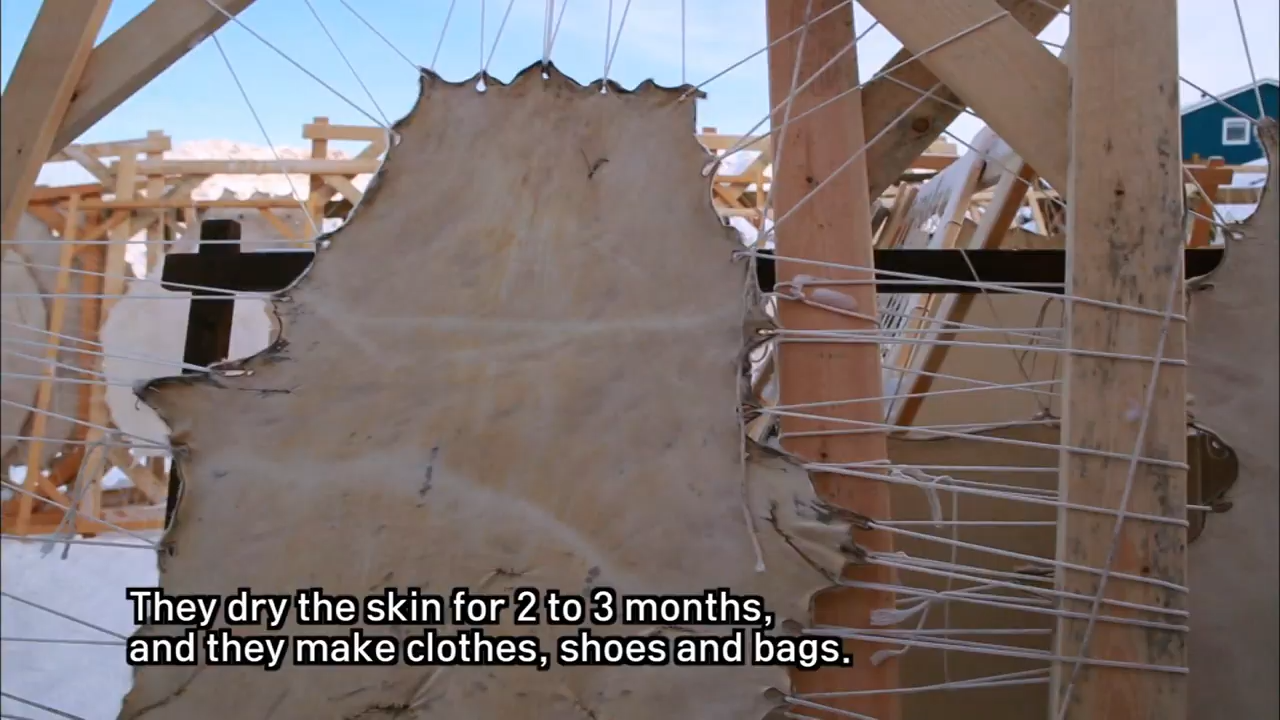 They dry the skin for 2 to 3 months,
and they make clothes, shoes and bags.